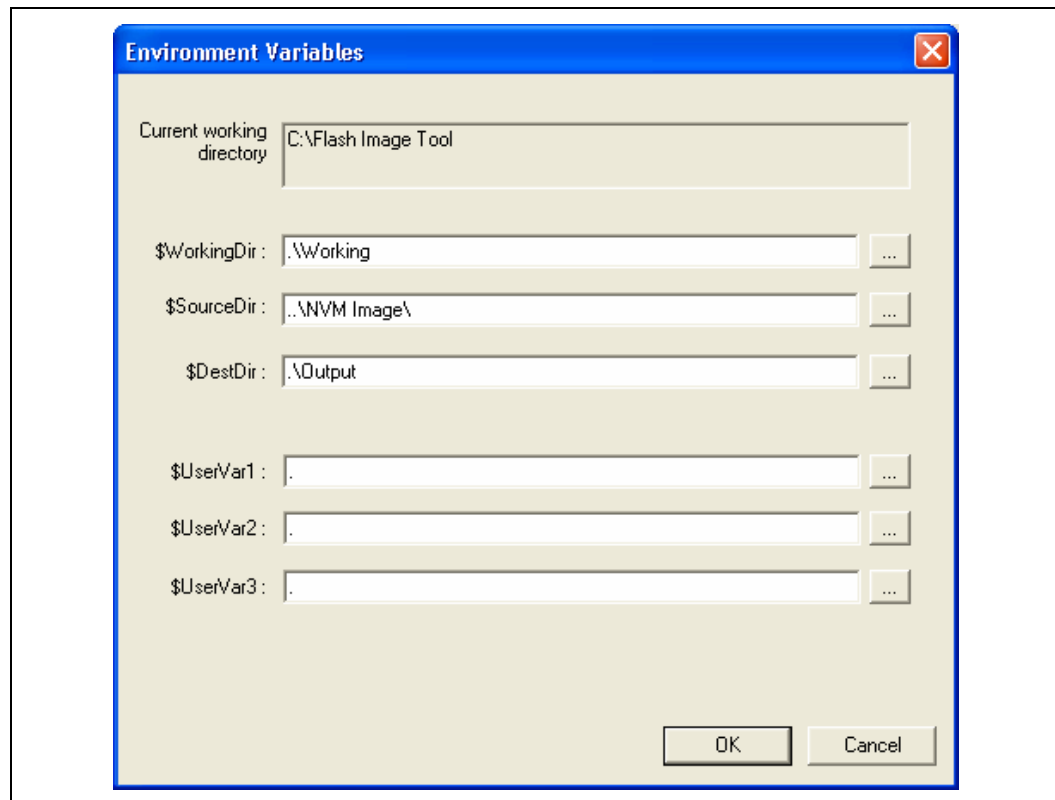 Environment Variables
Current working directory
C:\Flash Image Tool
$WorkingDir :
.\Working
...
$SourceDir :
..\NVM Image\
...
$DestDir :
.\Output
...
$UserVar1 :
.
...
$UserVar2 :
.
...
$UserVar3 :
.
...
OK
Cancel